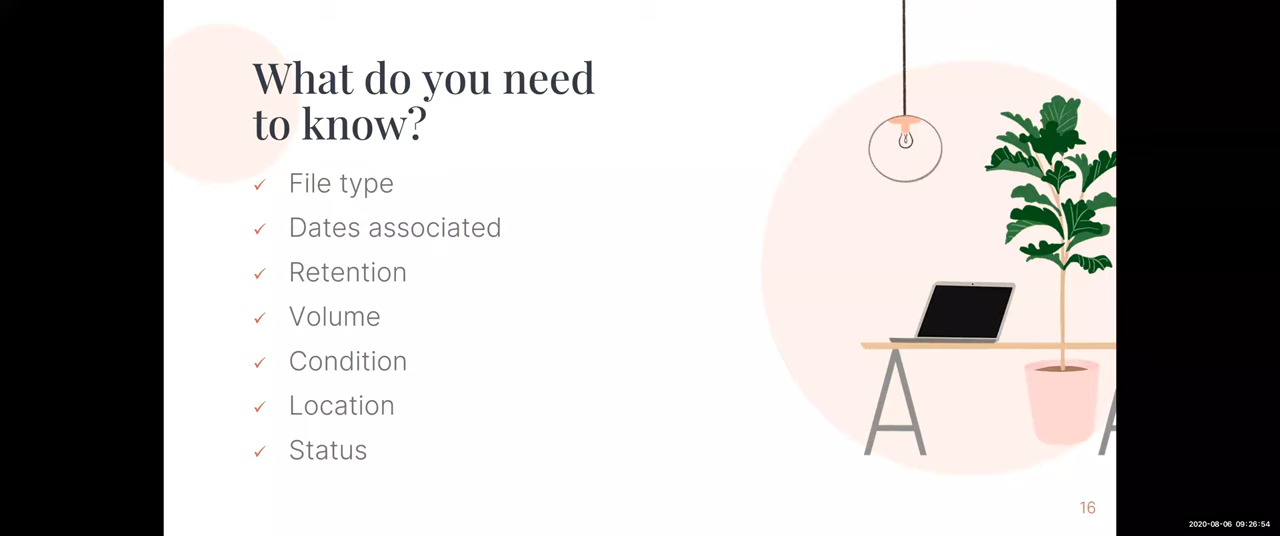 What do you need
to know?
✓ File type
✓ Dates associated
✓ Retention
✓ Volume
✓ Condition
✓ Location
✓ Status
16
2020-08-06 09:26:54